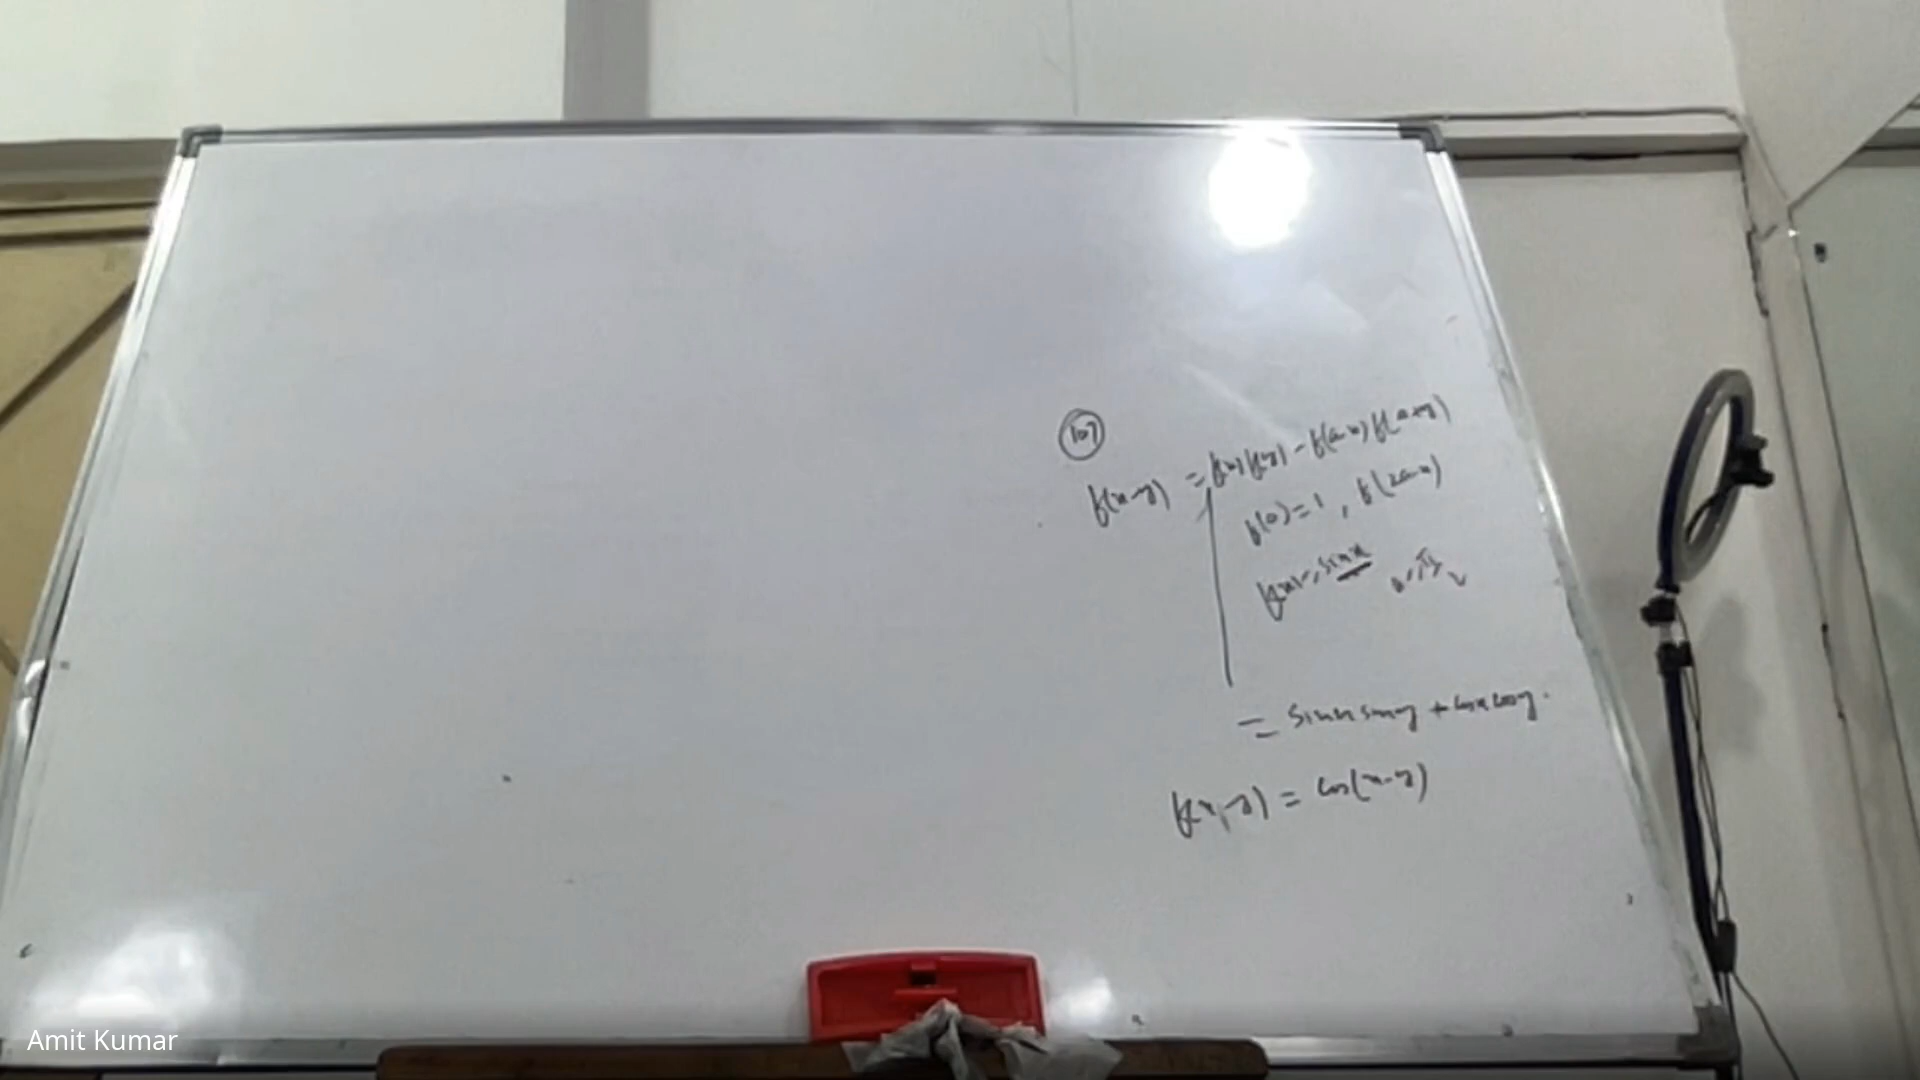 107
f(x-y) = f(x) f(y) - f(a-x) f(a+y)
f(0)=1, f(2a-x)
f(x) = sinx
= sinx siny + cosx cosy.
f(x-y) = cos(x-y)
Amit Kumar